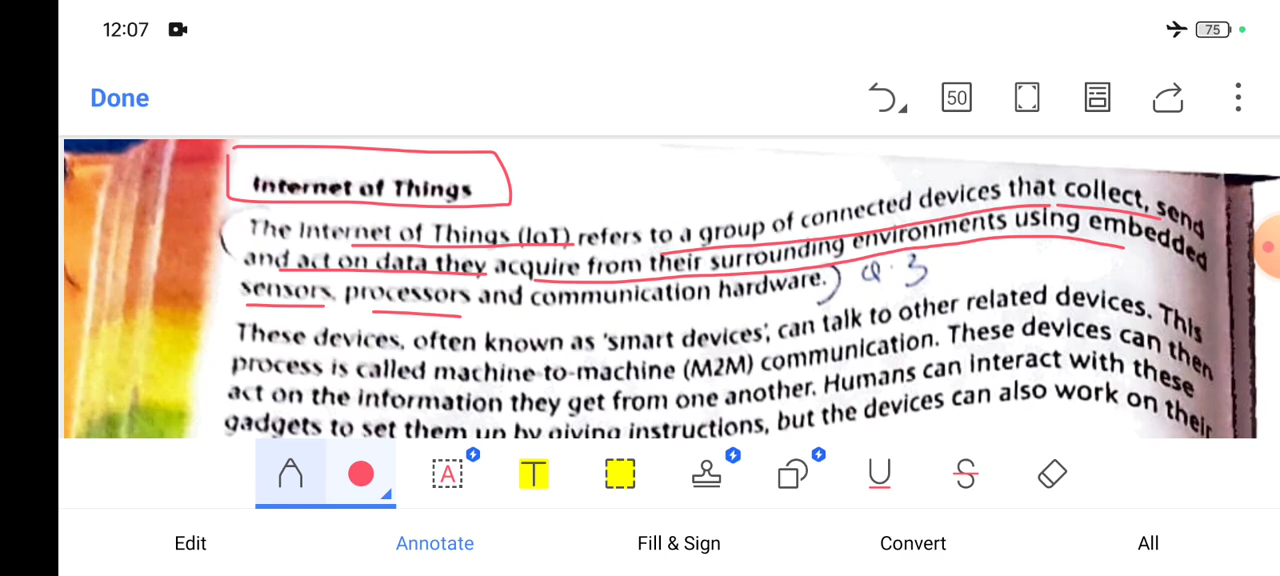 12:07
75
Done
50
Internet of Things
The Internet of Things (IoT) refers to a group of connected devices that collect, send
and act on data they acquire from their surrounding environments using embedded
sensors, processors and communication hardware.) Q. 3
These devices, often known as 'smart devices', can talk to other related devices. This
process is called machine-to-machine (M2M) communication. These devices can then
act on the information they get from one another. Humans can interact with these
gadgets to set them up by giving instructions, but the devices can also work on their
A T U S
Edit Annotate Fill & Sign Convert All